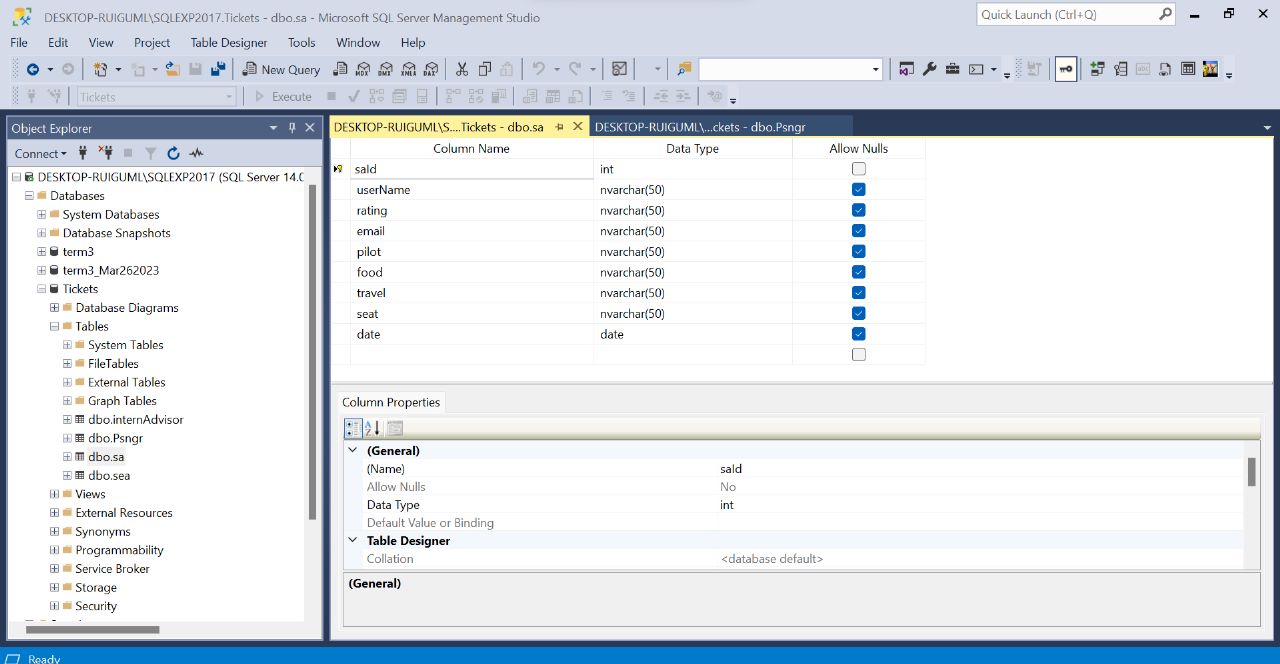 DESKTOP-RUIGUML\SQLEXP2017.Tickets - dbo.sa - Microsoft SQL Server Management Studio
Quick Launch (Ctrl+Q)
File Edit View Project Table Designer Tools Window Help
New Query MDX DMX XMLA DAX
Tickets Execute
Object Explorer
Connect
DESKTOP-RUIGUML\SQLEXP2017 (SQL Server 14.0
Databases
System Databases
Database Snapshots
term3
term3_Mar262023
Tickets
Database Diagrams
Tables
System Tables
FileTables
External Tables
Graph Tables
dbo.internAdvisor
dbo.Psngr
dbo.sa
dbo.sea
Views
External Resources
Synonyms
Programmability
Service Broker
Storage
Security
DESKTOP-RUIGUML\S....Tickets - dbo.sa
DESKTOP-RUIGUML\...ckets - dbo.Psngr
Column Name Data Type Allow Nulls
saId int
userName nvarchar(50)
rating nvarchar(50)
email nvarchar(50)
pilot nvarchar(50)
food nvarchar(50)
travel nvarchar(50)
seat nvarchar(50)
date date
Column Properties
(General)
(Name) saId
Allow Nulls No
Data Type int
Default Value or Binding
Table Designer
Collation <database default>
(General)
Ready